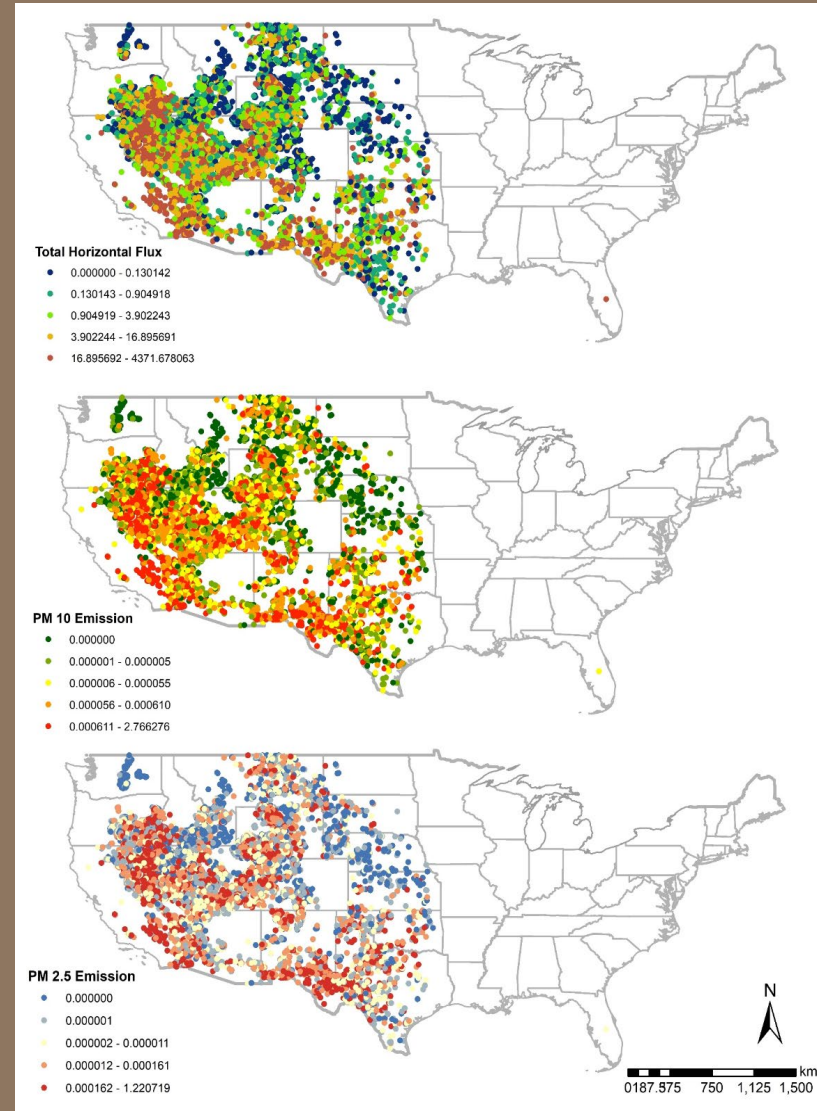 Total Horizontal Flux
0.000000 - 0.130142
0.130143 - 0.904918
0.904919 - 3.902243
3.902244 - 16.895691
16.895692 - 4371.678063
PM 10 Emission
0.000000
0.000001 - 0.000005
0.000006 - 0.000055
0.000056 - 0.000610
0.000611 - 2.766276
PM 2.5 Emission
0.000000
0.000001
0.000002 - 0.000011
0.000012 - 0.000161
0.000162 - 1.220719
N
km
0187.5375 750 1,125 1,500